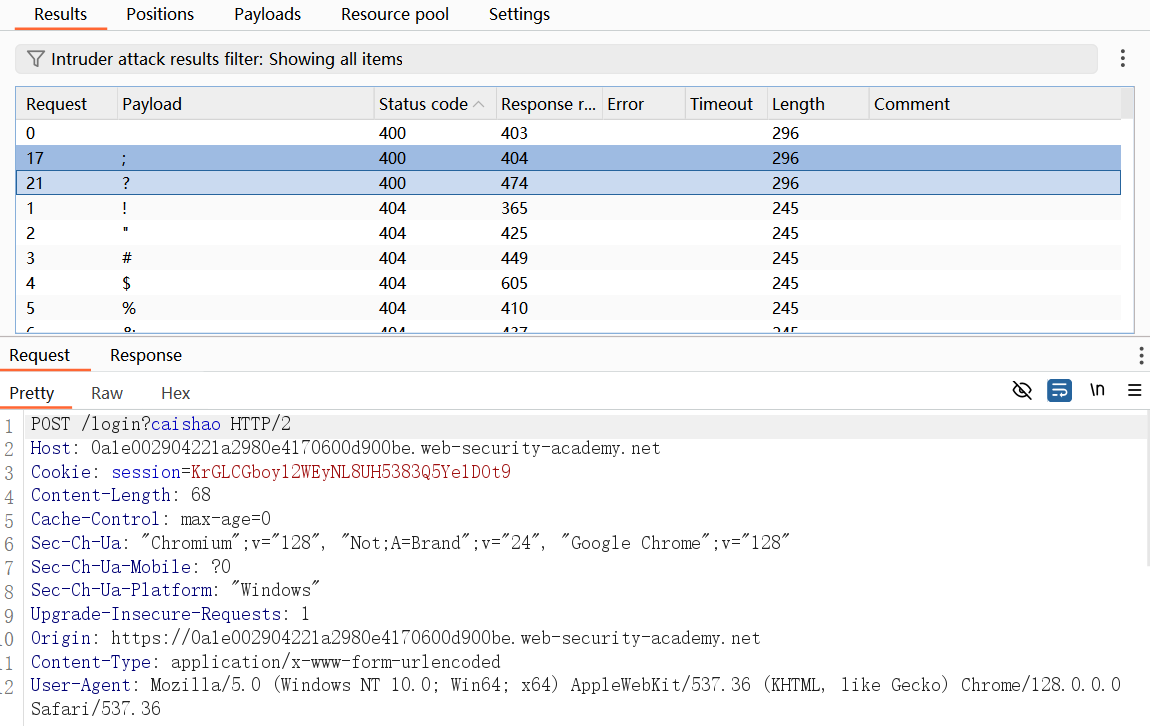 Results Positions Payloads Resource pool Settings
Intruder attack results filter: Showing all items
Request Payload Status code Response r... Error Timeout Length Comment
0 400 403 296
17 ; 400 404 296
21 ? 400 474 296
1 ! 404 365 245
2 " 404 425 245
3 # 404 449 245
4 $ 404 605 245
5 % 404 410 245
6 & 404 437 245
Request Response
Pretty Raw Hex
\n
1 POST /login?caishao HTTP/2
2 Host: 0a1e002904221a2980e4170600d900be.web-security-academy.net
3 Cookie: session=KrGLCGboy12WEyNL8UH5383Q5Ye1D0t9
4 Content-Length: 68
5 Cache-Control: max-age=0
6 Sec-Ch-Ua: "Chromium";v="128", "Not;A=Brand";v="24", "Google Chrome";v="128"
7 Sec-Ch-Ua-Mobile: ?0
8 Sec-Ch-Ua-Platform: "Windows"
9 Upgrade-Insecure-Requests: 1
10 Origin: https://0a1e002904221a2980e4170600d900be.web-security-academy.net
11 Content-Type: application/x-www-form-urlencoded
12 User-Agent: Mozilla/5.0 (Windows NT 10.0; Win64; x64) AppleWebKit/537.36 (KHTML, like Gecko) Chrome/128.0.0.0
Safari/537.36